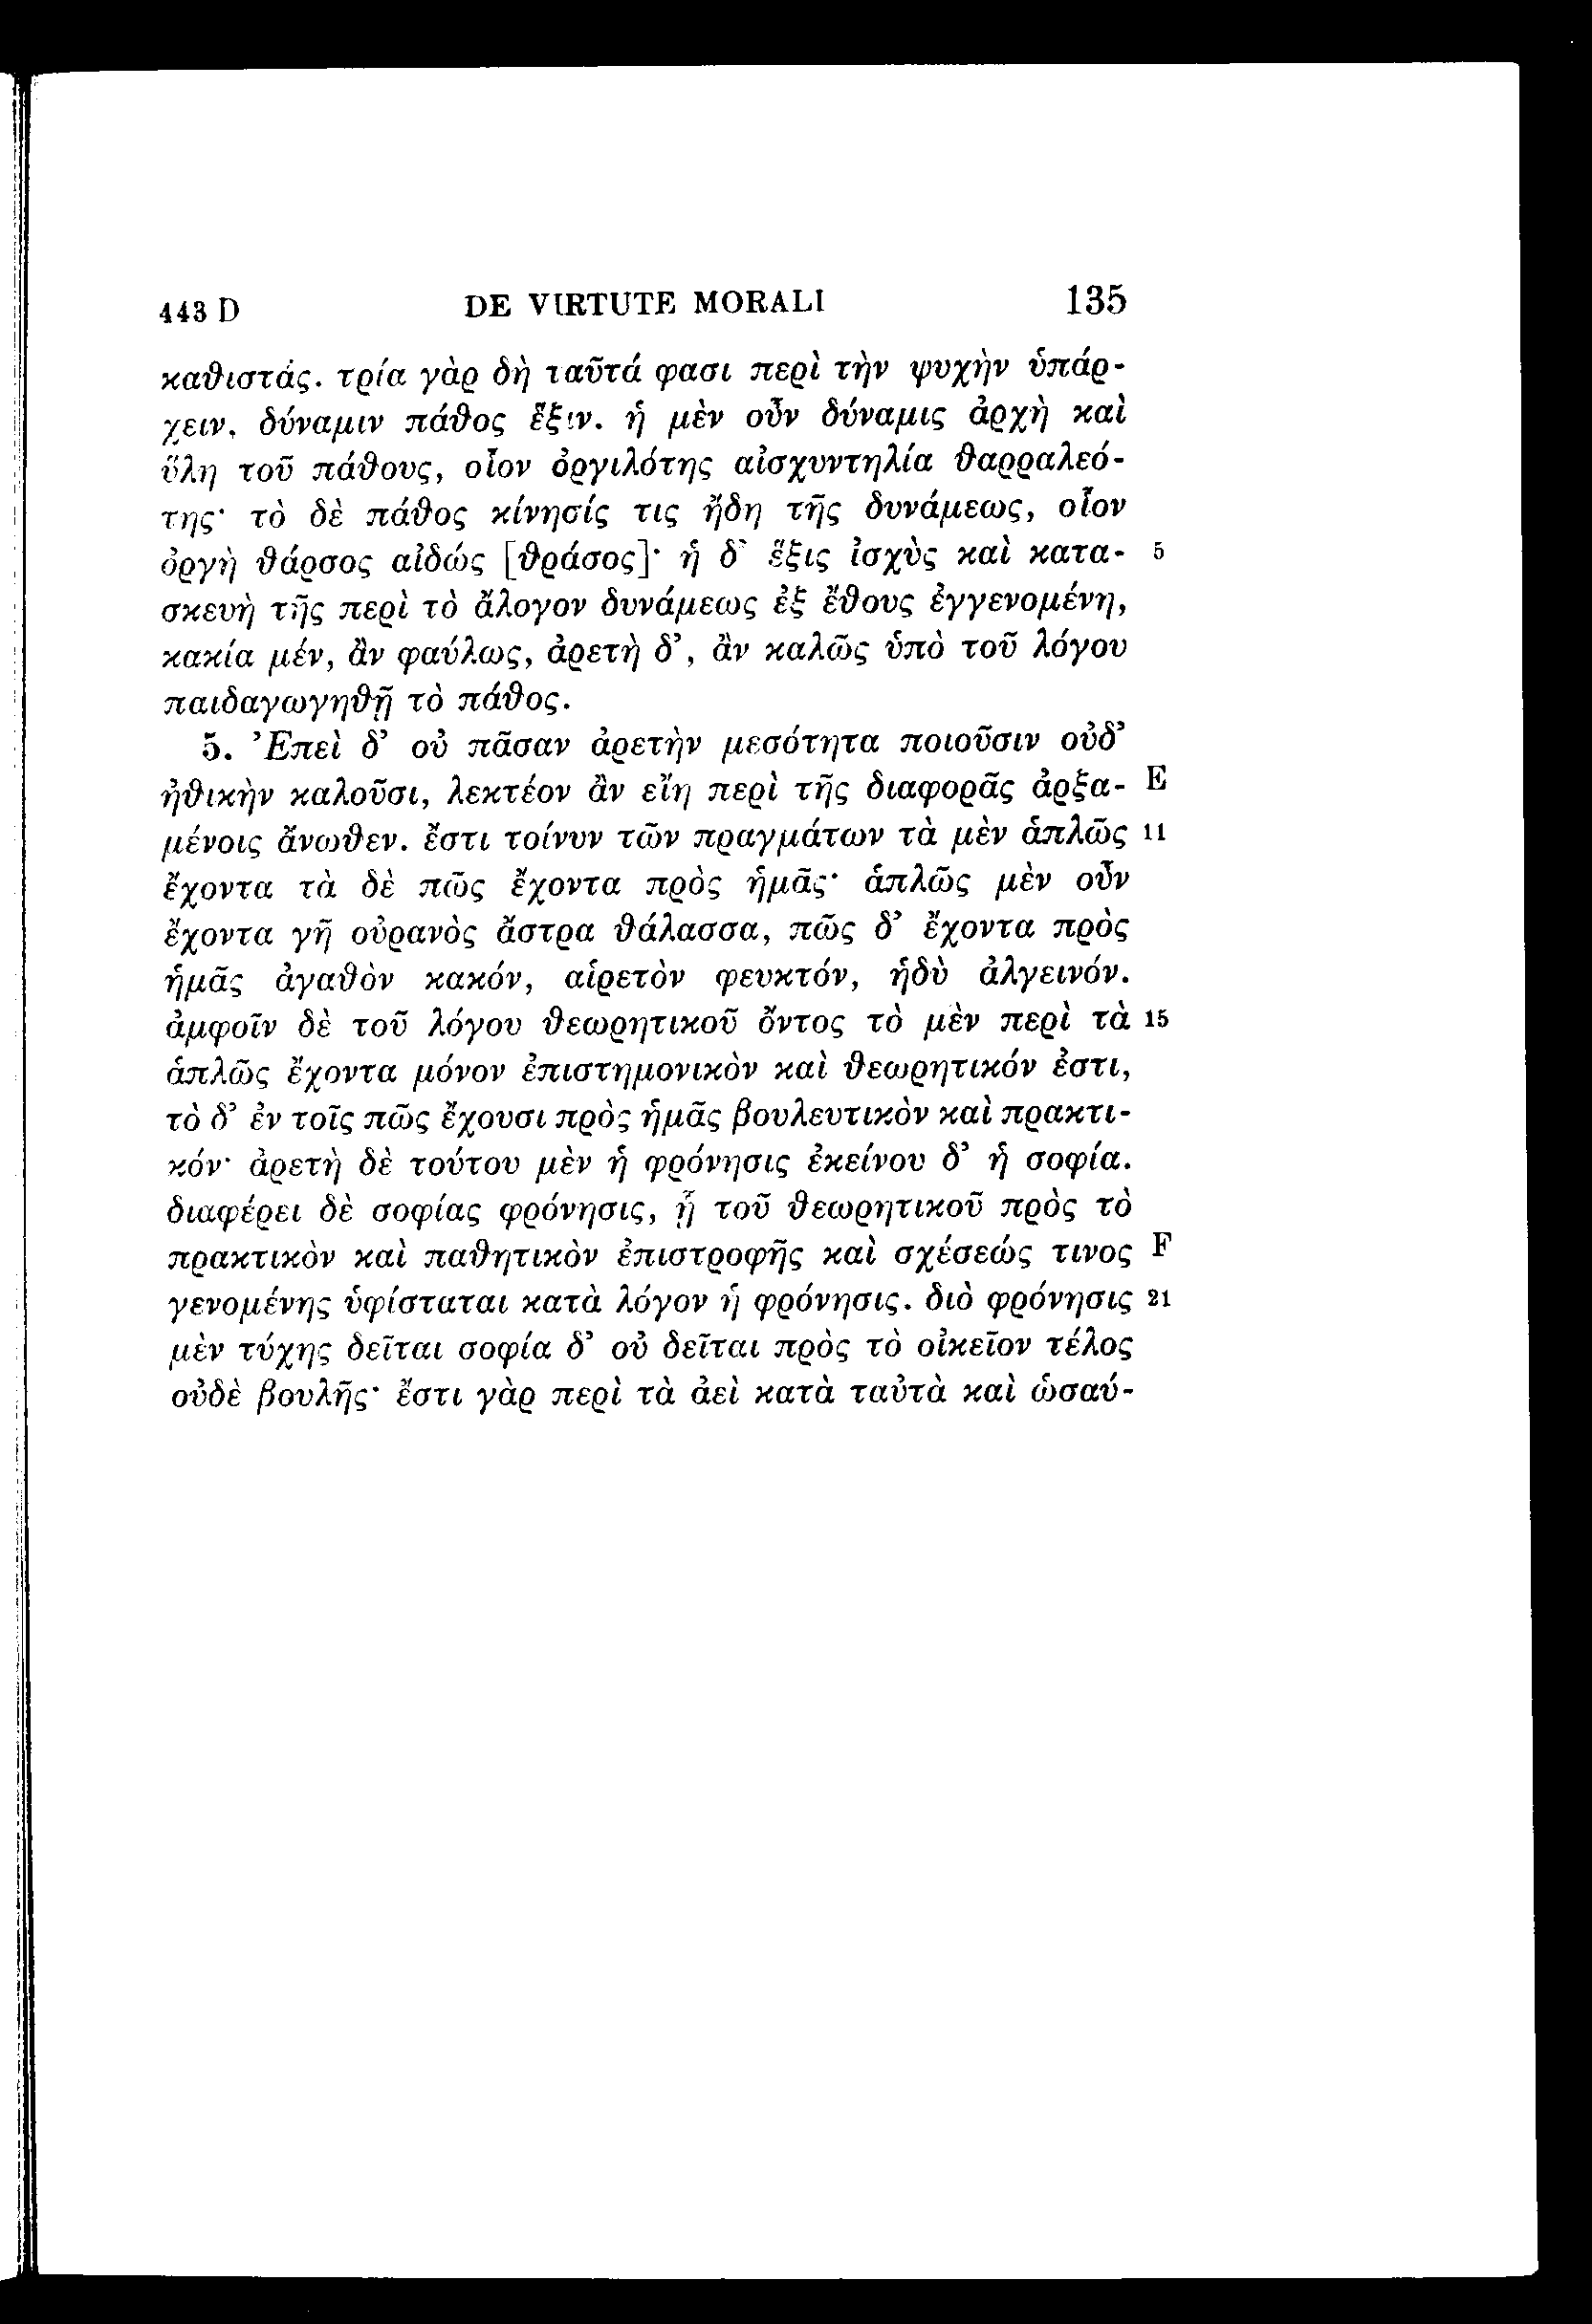 443 D DE VIRTUTE MORALI 135
καθιστάς. τρία γὰρ δὴ ταῦτά φασι περὶ τὴν ψυχὴν ὑπάρ-
χειν, δύναμιν πάθος ἕξιν. ἡ μὲν οὖν δύναμις ἀρχὴ καὶ
ὕλη τοῦ πάθους, οἷον ὀργιλότης αἰσχυντηλία θαρραλεό-
της· τὸ δὲ πάθος κίνησίς τις ἤδη τῆς δυνάμεως, οἷον
ὀργὴ θάρσος αἰδώς [θράσος]· ἡ δ’ ἕξις ἰσχὺς καὶ κατα- 5
σκευὴ τῆς περὶ τὸ ἄλογον δυνάμεως ἐξ ἔθους ἐγγενομένη,
κακία μέν, ἂν φαύλως, ἀρετὴ δ’, ἂν καλῶς ὑπὸ τοῦ λόγου
παιδαγωγηθῇ τὸ πάθος.
5. Ἐπεὶ δ’ οὐ πᾶσαν ἀρετὴν μεσότητα ποιοῦσιν οὐδ’
ἠθικὴν καλοῦσι, λεκτέον ἂν εἴη περὶ τῆς διαφορᾶς ἀρξα- E
μένοις ἄνωθεν. ἔστι τοίνυν τῶν πραγμάτων τὰ μὲν ἁπλῶς 11
ἔχοντα τὰ δὲ πῶς ἔχοντα πρὸς ἡμᾶς· ἁπλῶς μὲν οὖν
ἔχοντα γῆ οὐρανὸς ἄστρα θάλασσα, πῶς δ’ ἔχοντα πρὸς
ἡμᾶς ἀγαθὸν κακόν, αἱρετὸν φευκτόν, ἡδὺ ἀλγεινόν.
ἀμφοῖν δὲ τοῦ λόγου θεωρητικοῦ ὄντος τὸ μὲν περὶ τὰ 15
ἁπλῶς ἔχοντα μόνον ἐπιστημονικὸν καὶ θεωρητικόν ἐστι,
τὸ δ’ ἐν τοῖς πῶς ἔχουσι πρὸς ἡμᾶς βουλευτικὸν καὶ πρακτι-
κόν· ἀρετὴ δὲ τούτου μὲν ἡ φρόνησις ἐκείνου δ’ ἡ σοφία.
διαφέρει δὲ σοφίας φρόνησις, ᾗ τοῦ θεωρητικοῦ πρὸς τὸ
πρακτικὸν καὶ παθητικὸν ἐπιστροφῆς καὶ σχέσεώς τινος F
γενομένης ὑφίσταται κατὰ λόγον ἡ φρόνησις. διὸ φρόνησις 21
μὲν τύχης δεῖται σοφία δ’ οὐ δεῖται πρὸς τὸ οἰκεῖον τέλος
οὐδὲ βουλῆς· ἔστι γὰρ περὶ τὰ ἀεὶ κατὰ ταὐτὰ καὶ ὡσαύ-